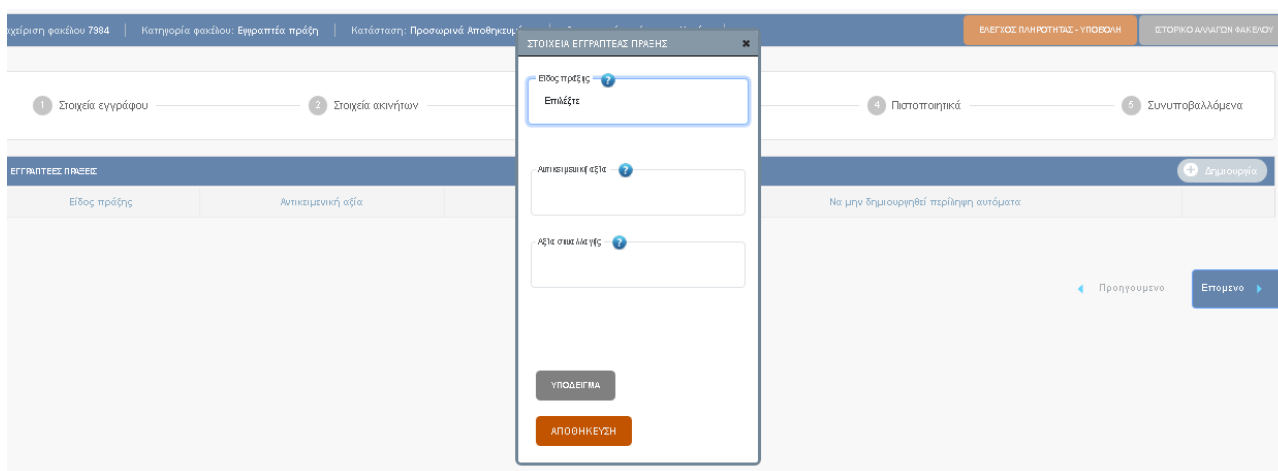 χείριση φακέλου 7984 | Κατηγορία φακέλου: Εγγραπτέα πράξη | Κατάσταση: Προσωρινά Αποθηκευμ
ΕΛΕΓΧΟΣ ΠΛΗΡΟΤΗΤΑΣ - ΥΠΟΒΟΛΗ
ΙΣΤΟΡΙΚΟ ΑΛΛΑΓΩΝ ΦΑΚΕΛΟΥ
ΣΤΟΙΧΕΙΑ ΕΓΓΡΑΠΤΕΑΣ ΠΡΑΞΗΣ
Είδος πράξης ?
Επιλέξτε
1 Στοιχεία εγγράφου
2 Στοιχεία ακινήτων
4 Πιστοποιητικά
5 Συνυποβαλλόμενα
ΕΓΓΡΑΠΤΕΕΣ ΠΡΑΞΕΙΣ
Δημιουργία
Είδος πράξης
Αντικειμενική αξία
Να μην δημιουργηθεί περίληψη αυτόματα
Αντικειμενική αξία ?
Αξία συναλλαγής ?
Προηγουμενο
Επομενο
ΥΠΟΔΕΙΓΜΑ
ΑΠΟΘΗΚΕΥΣΗ